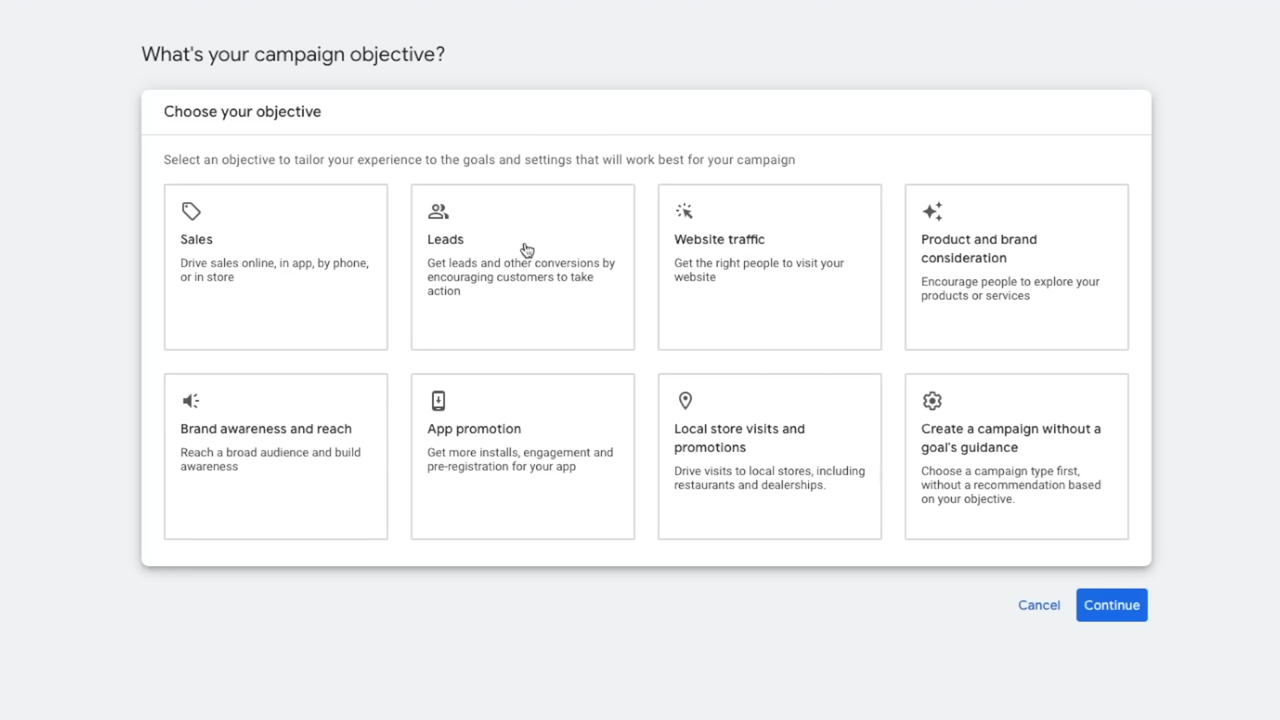 What's your campaign objective?
Choose your objective
Select an objective to tailor your experience to the goals and settings that will work best for your campaign
Sales
Drive sales online, in app, by phone,
or in store
Leads
Get leads and other conversions by
encouraging customers to take
action
Website traffic
Get the right people to visit your
website
Product and brand
consideration
Encourage people to explore your
products or services
Brand awareness and reach
Reach a broad audience and build
awareness
App promotion
Get more installs, engagement and
pre-registration for your app
Local store visits and
promotions
Drive visits to local stores, including
restaurants and dealerships.
Create a campaign without a
goal's guidance
Choose a campaign type first,
without a recommendation based
on your objective.
Cancel
Continue